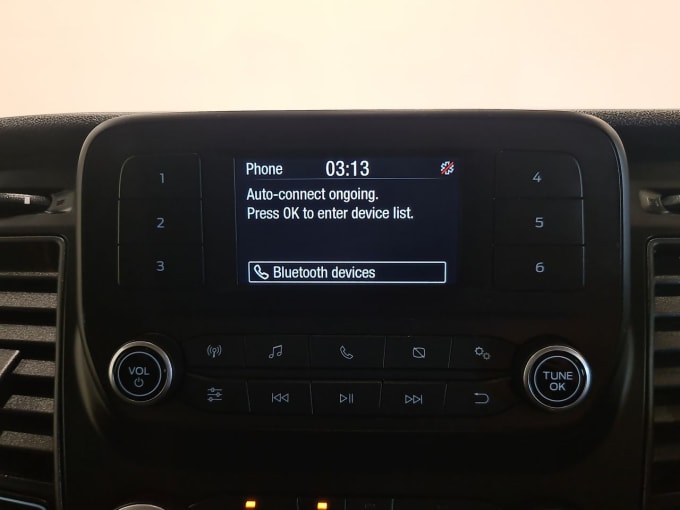 Phone 03:13
Auto-connect ongoing.
Press OK to enter device list.
Bluetooth devices
1
2
3
4
5
6
VOL
TUNE
OK